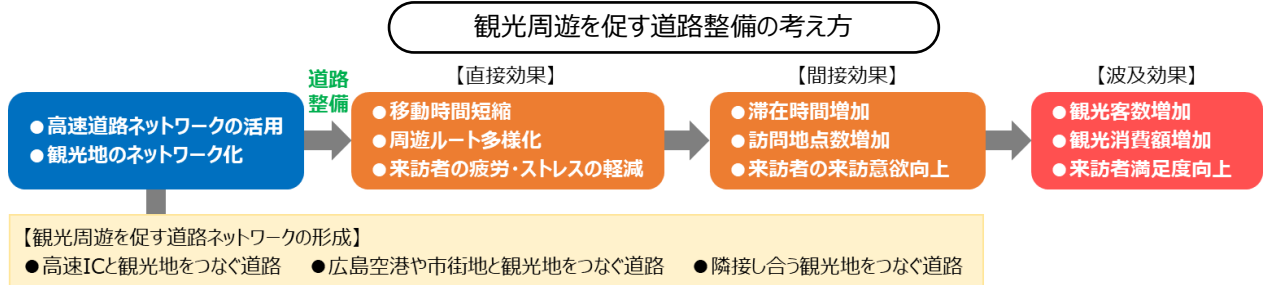 観光周遊を促す道路整備の考え方
道路
整備
【直接効果】
【間接効果】
【波及効果】
●高速道路ネットワークの活用
●観光地のネットワーク化
●移動時間短縮
●周遊ルート多様化
●来訪者の疲労・ストレスの軽減
●滞在時間増加
●訪問地点数増加
●来訪者の来訪意欲向上
●観光客数増加
●観光消費額増加
●来訪者満足度向上
【観光周遊を促す道路ネットワークの形成】
●高速ICと観光地をつなぐ道路　●広島空港や市街地と観光地をつなぐ道路　●隣接し合う観光地をつなぐ道路